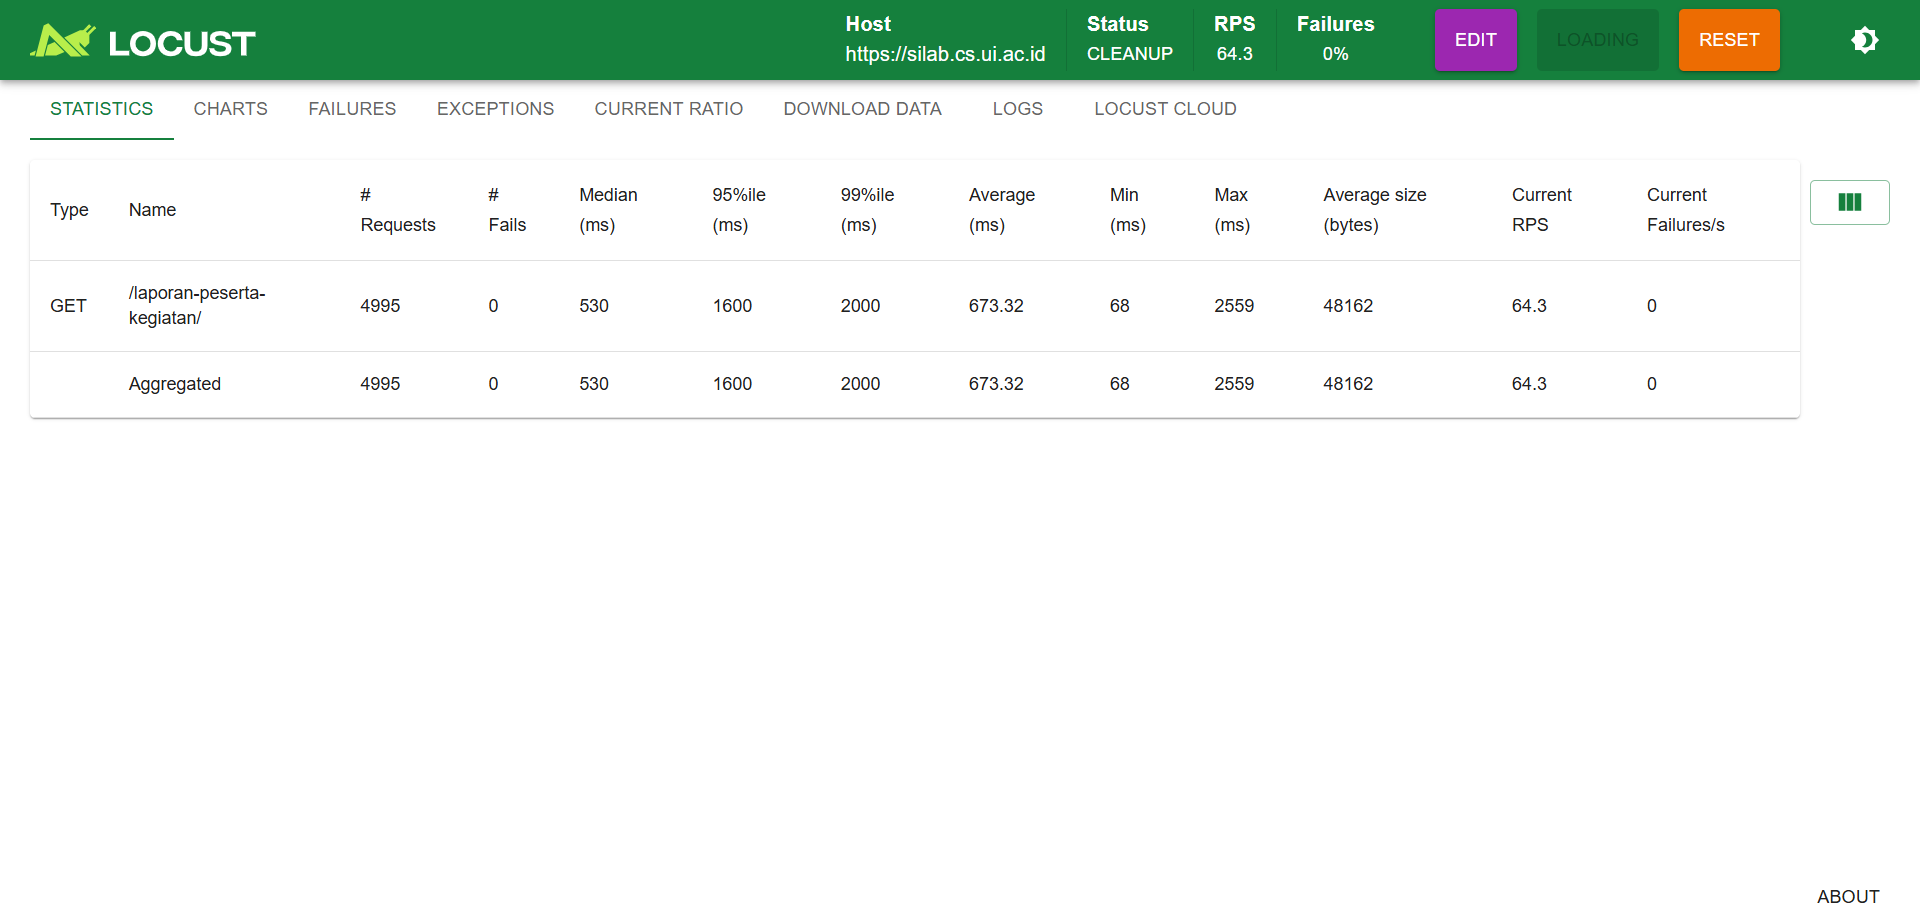 LOCUST
Host
https://silab.cs.ui.ac.id
Status
CLEANUP
RPS
64.3
Failures
0%
EDIT
LOADING
RESET
STATISTICS CHARTS FAILURES EXCEPTIONS CURRENT RATIO DOWNLOAD DATA LOGS LOCUST CLOUD
Type Name # Requests # Fails Median (ms) 95%ile (ms) 99%ile (ms) Average (ms) Min (ms) Max (ms) Average size (bytes) Current RPS Current Failures/s
GET /laporan-peserta-kegiatan/ 4995 0 530 1600 2000 673.32 68 2559 48162 64.3 0
Aggregated 4995 0 530 1600 2000 673.32 68 2559 48162 64.3 0
ABOUT